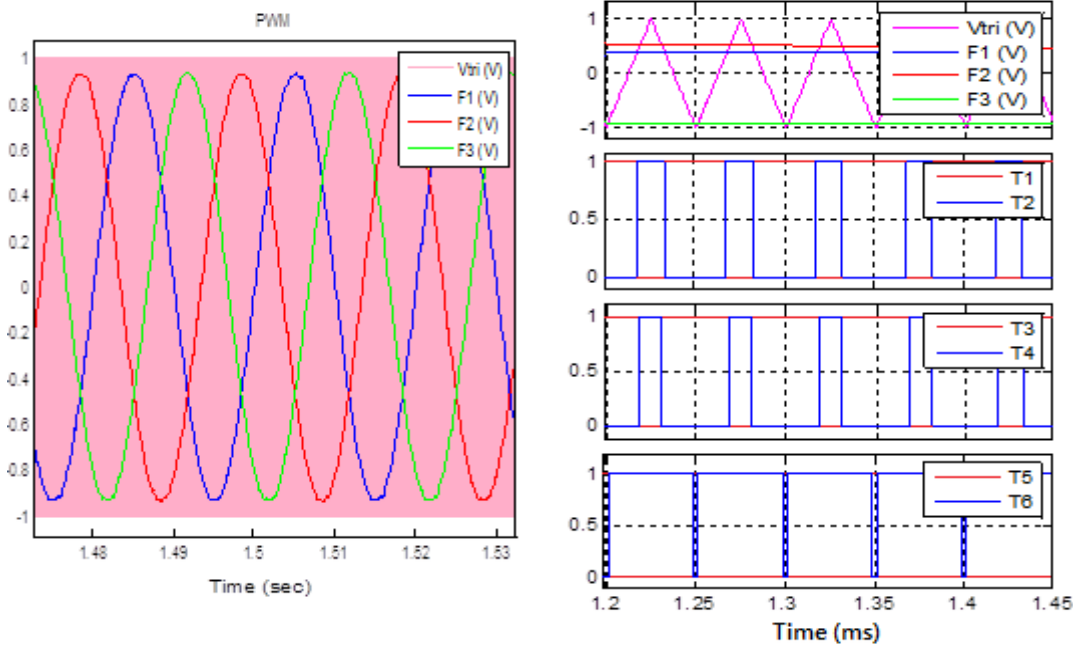 PWM
1
0.8
0.6
0.4
0.2
0
-0.2
-0.4
-0.6
-0.8
-1
Vtri (V)
F1 (V)
F2 (V)
F3 (V)
1.48
1.49
1.5
1.51
1.52
1.53
Time (sec)
1
0
-1
Vtri (V)
F1 (V)
F2 (V)
F3 (V)
1
0.5
0
T1
T2
1
0.5
0
T3
T4
1
0.5
0
T5
T6
1.2
1.25
1.3
1.35
1.4
1.45
Time (ms)